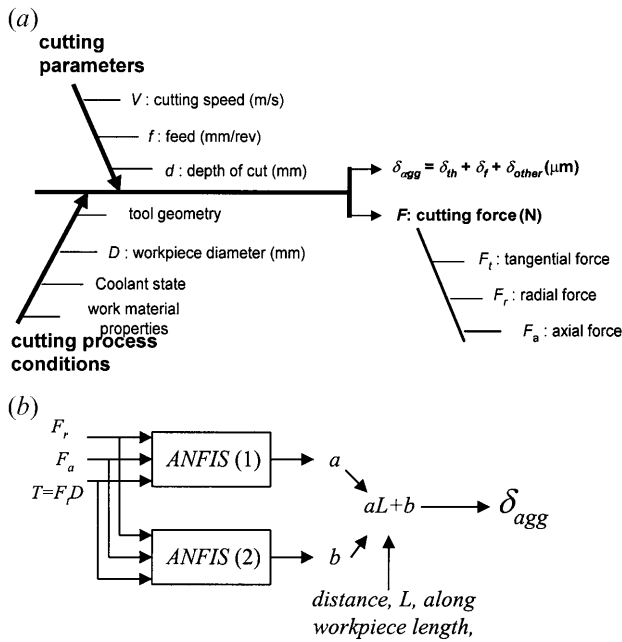 (a)
cutting
parameters
V : cutting speed (m/s)
f : feed (mm/rev)
d : depth of cut (mm)
δagg = δth + δf + δother (μm)
tool geometry
F: cutting force (N)
D : workpiece diameter (mm)
Ft : tangential force
Coolant state
Fr : radial force
work material
properties
Fa : axial force
cutting process
conditions
(b)
Fr
Fa
T=FtD
ANFIS (1)
a
aL+b
δagg
ANFIS (2)
b
distance, L, along
workpiece length,